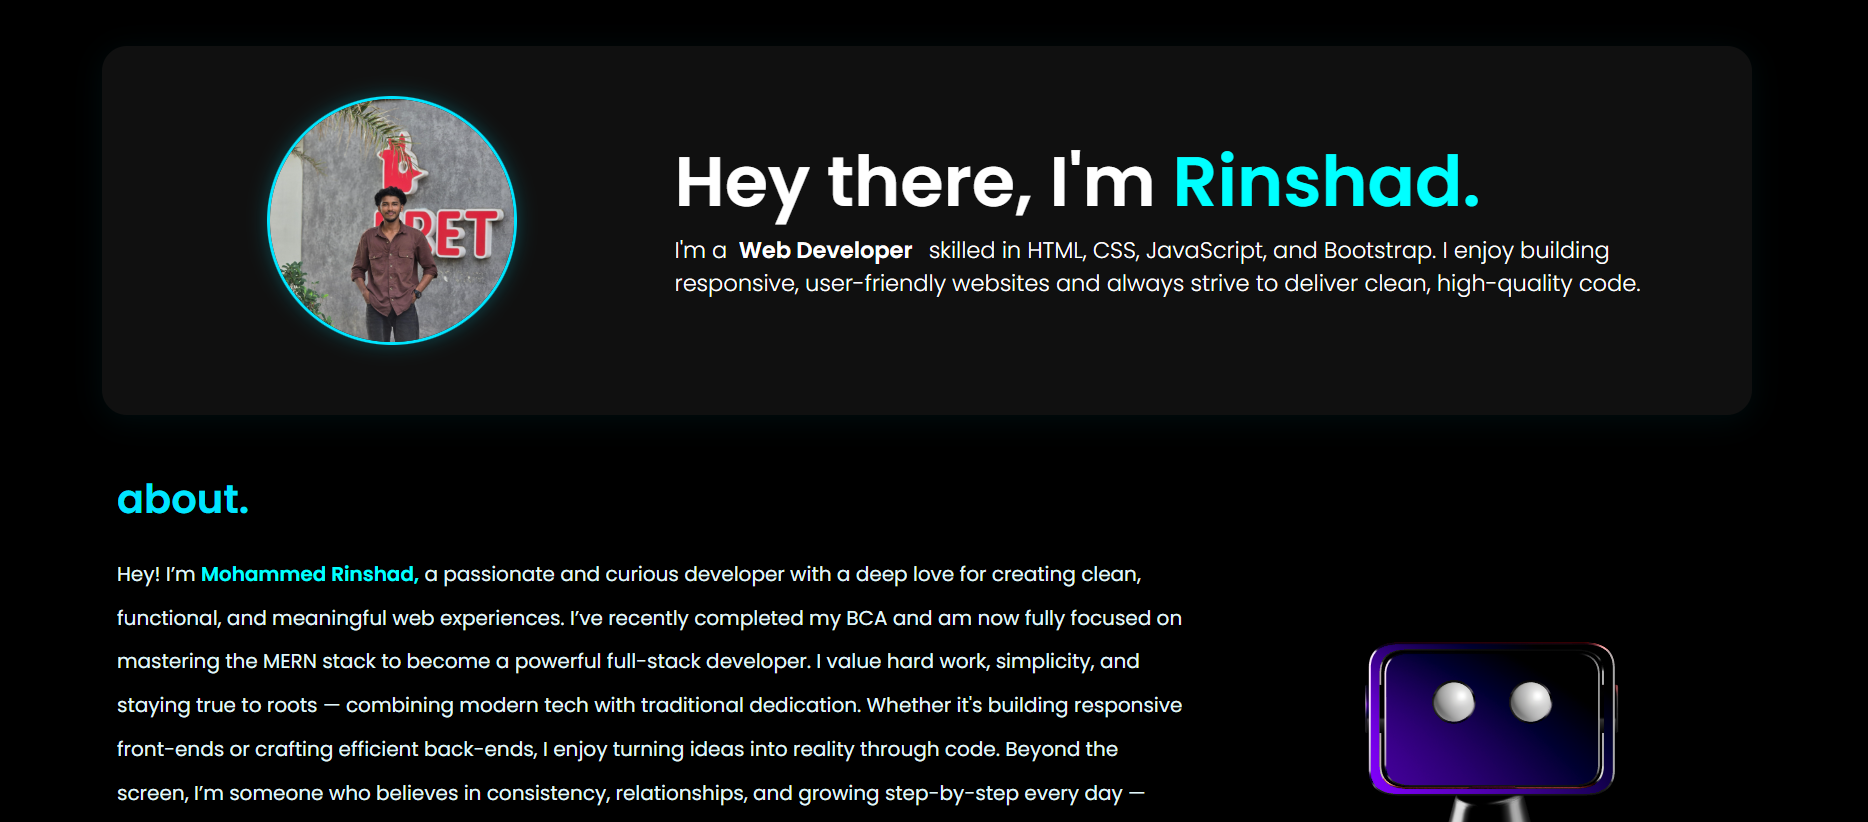 RET
Hey there, I'm Rinshad.
I'm a Web Developer skilled in HTML, CSS, JavaScript, and Bootstrap. I enjoy building
responsive, user-friendly websites and always strive to deliver clean, high-quality code.
about.
Hey! I’m Mohammed Rinshad, a passionate and curious developer with a deep love for creating clean,
functional, and meaningful web experiences. I’ve recently completed my BCA and am now fully focused on
mastering the MERN stack to become a powerful full-stack developer. I value hard work, simplicity, and
staying true to roots — combining modern tech with traditional dedication. Whether it's building responsive
front-ends or crafting efficient back-ends, I enjoy turning ideas into reality through code. Beyond the
screen, I’m someone who believes in consistency, relationships, and growing step-by-step every day —